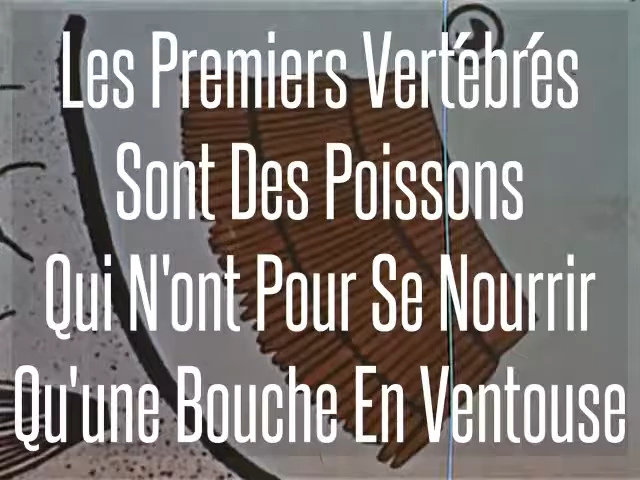 Les Premiers Vertébrés
Sont Des Poissons
Qui N'ont Pour Se Nourrir
Qu'une Bouche En Ventouse